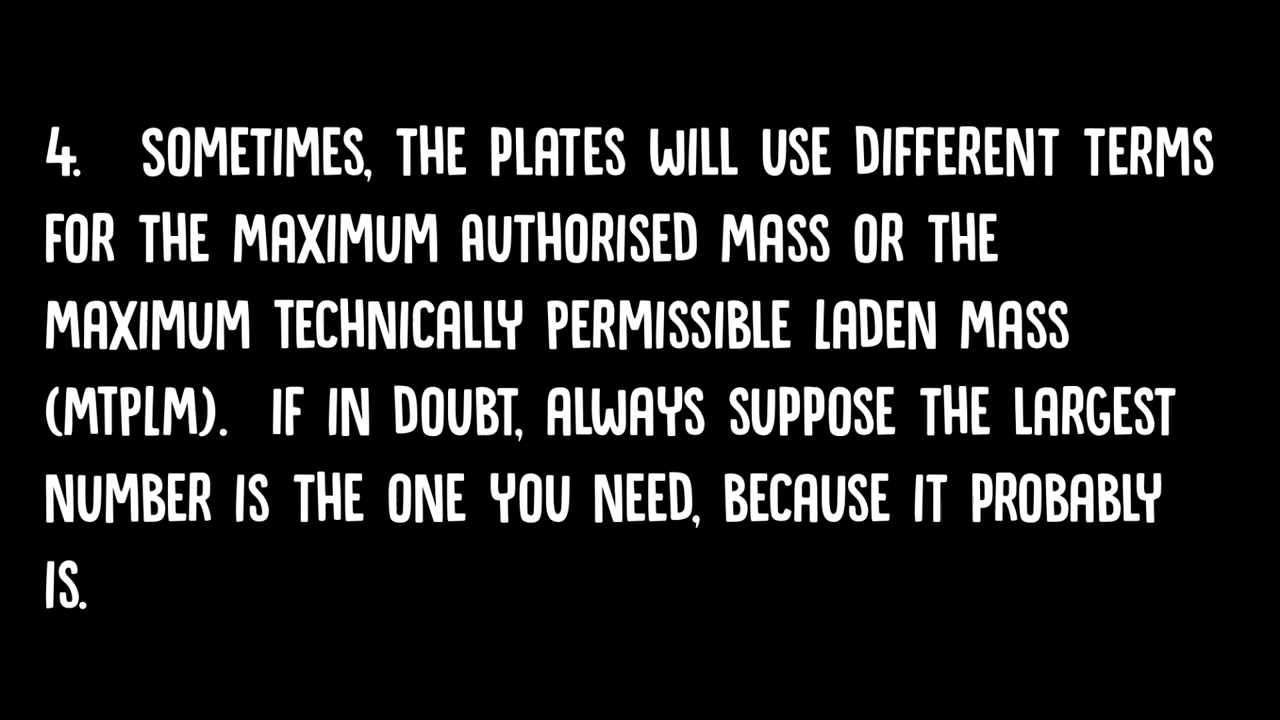 4. SOMETIMES, THE PLATES WILL USE DIFFERENT TERMS
FOR THE MAXIMUM AUTHORISED MASS OR THE
MAXIMUM TECHNICALLY PERMISSIBLE LADEN MASS
(MTPLM). IF IN DOUBT, ALWAYS SUPPOSE THE LARGEST
NUMBER IS THE ONE YOU NEED, BECAUSE IT PROBABLY
IS.